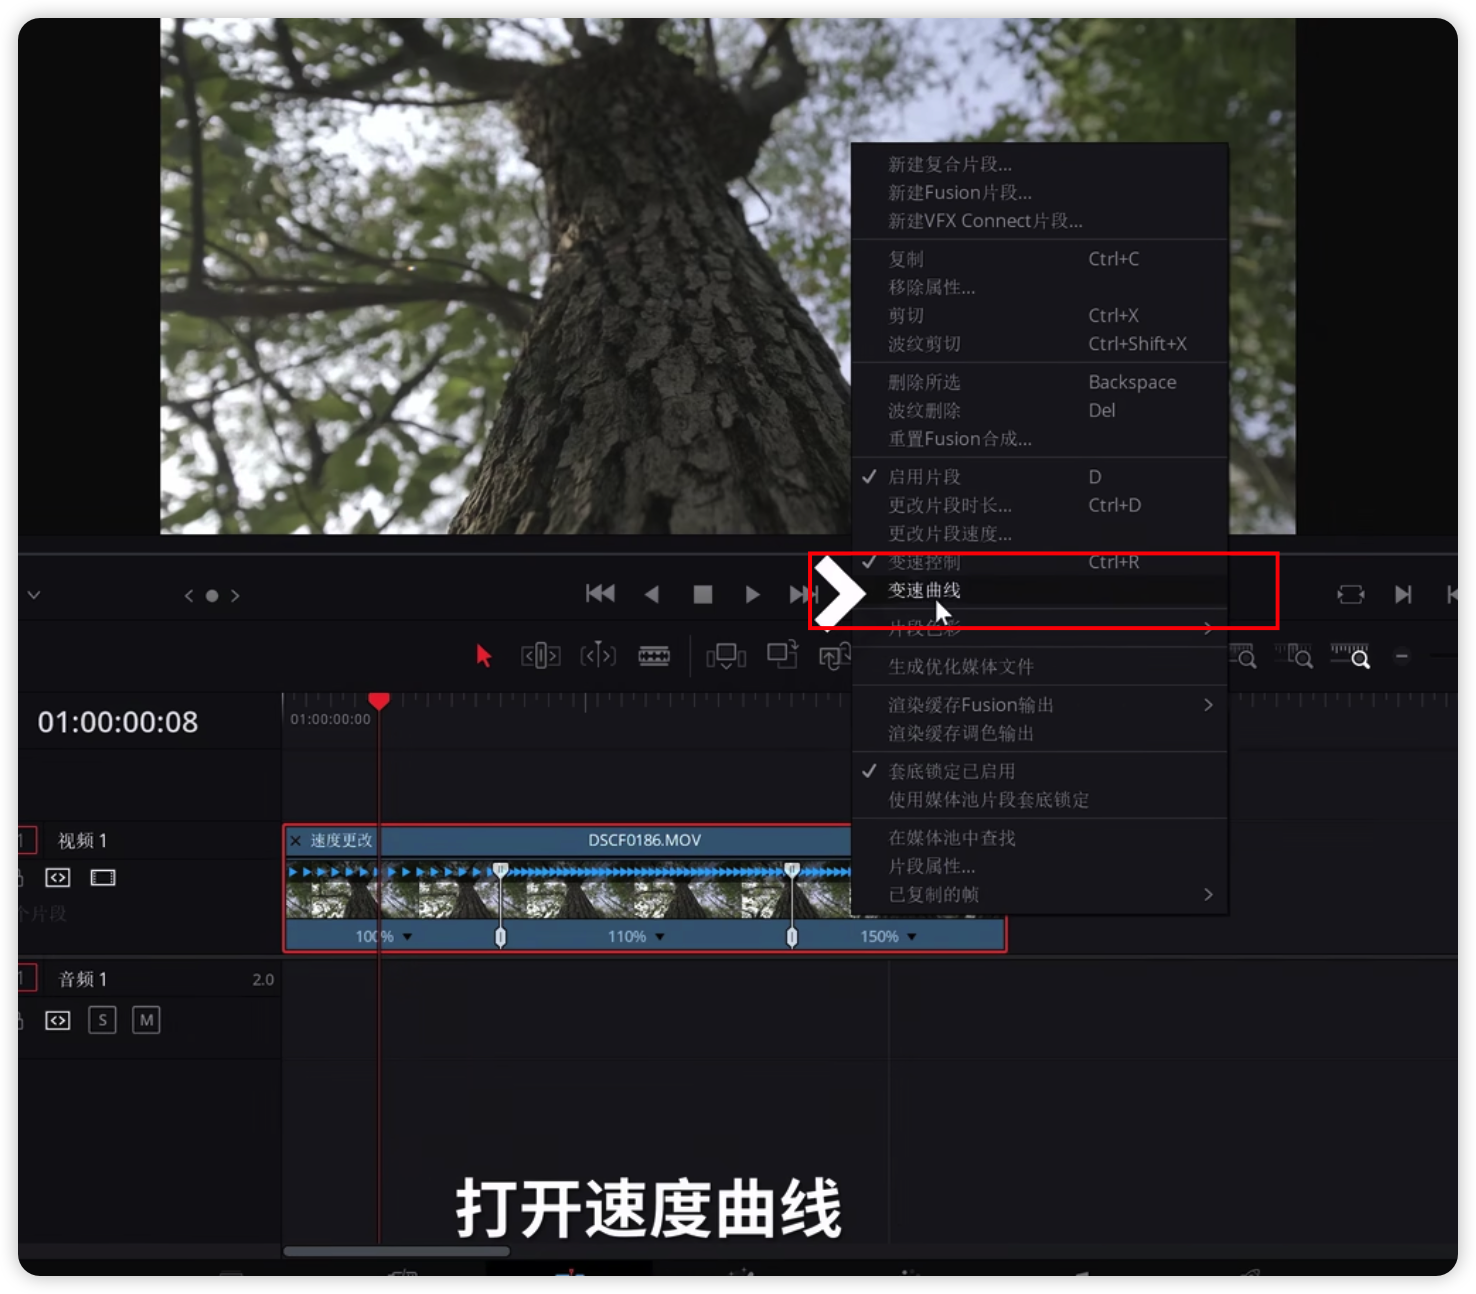 新建复合片段...
新建Fusion片段...
新建VFX Connect片段...
复制 Ctrl+C
移除属性...
剪切 Ctrl+X
波纹剪切 Ctrl+Shift+X
删除所选 Backspace
波纹删除 Del
重置Fusion合成...
启用片段 D
更改片段时长... Ctrl+D
更改片段速度...
变速控制 Ctrl+R
变速曲线
片段色彩
生成优化媒体文件
渲染缓存Fusion输出
渲染缓存调色输出
套底锁定已启用
使用媒体池片段套底锁定
在媒体池中查找
片段属性...
已复制的帧
01:00:00:08
01:00:00:00
视频 1
个片段
速度更改
DSCF0186.MOV
100%
110%
150%
音频 1
2.0
S
M
打开速度曲线